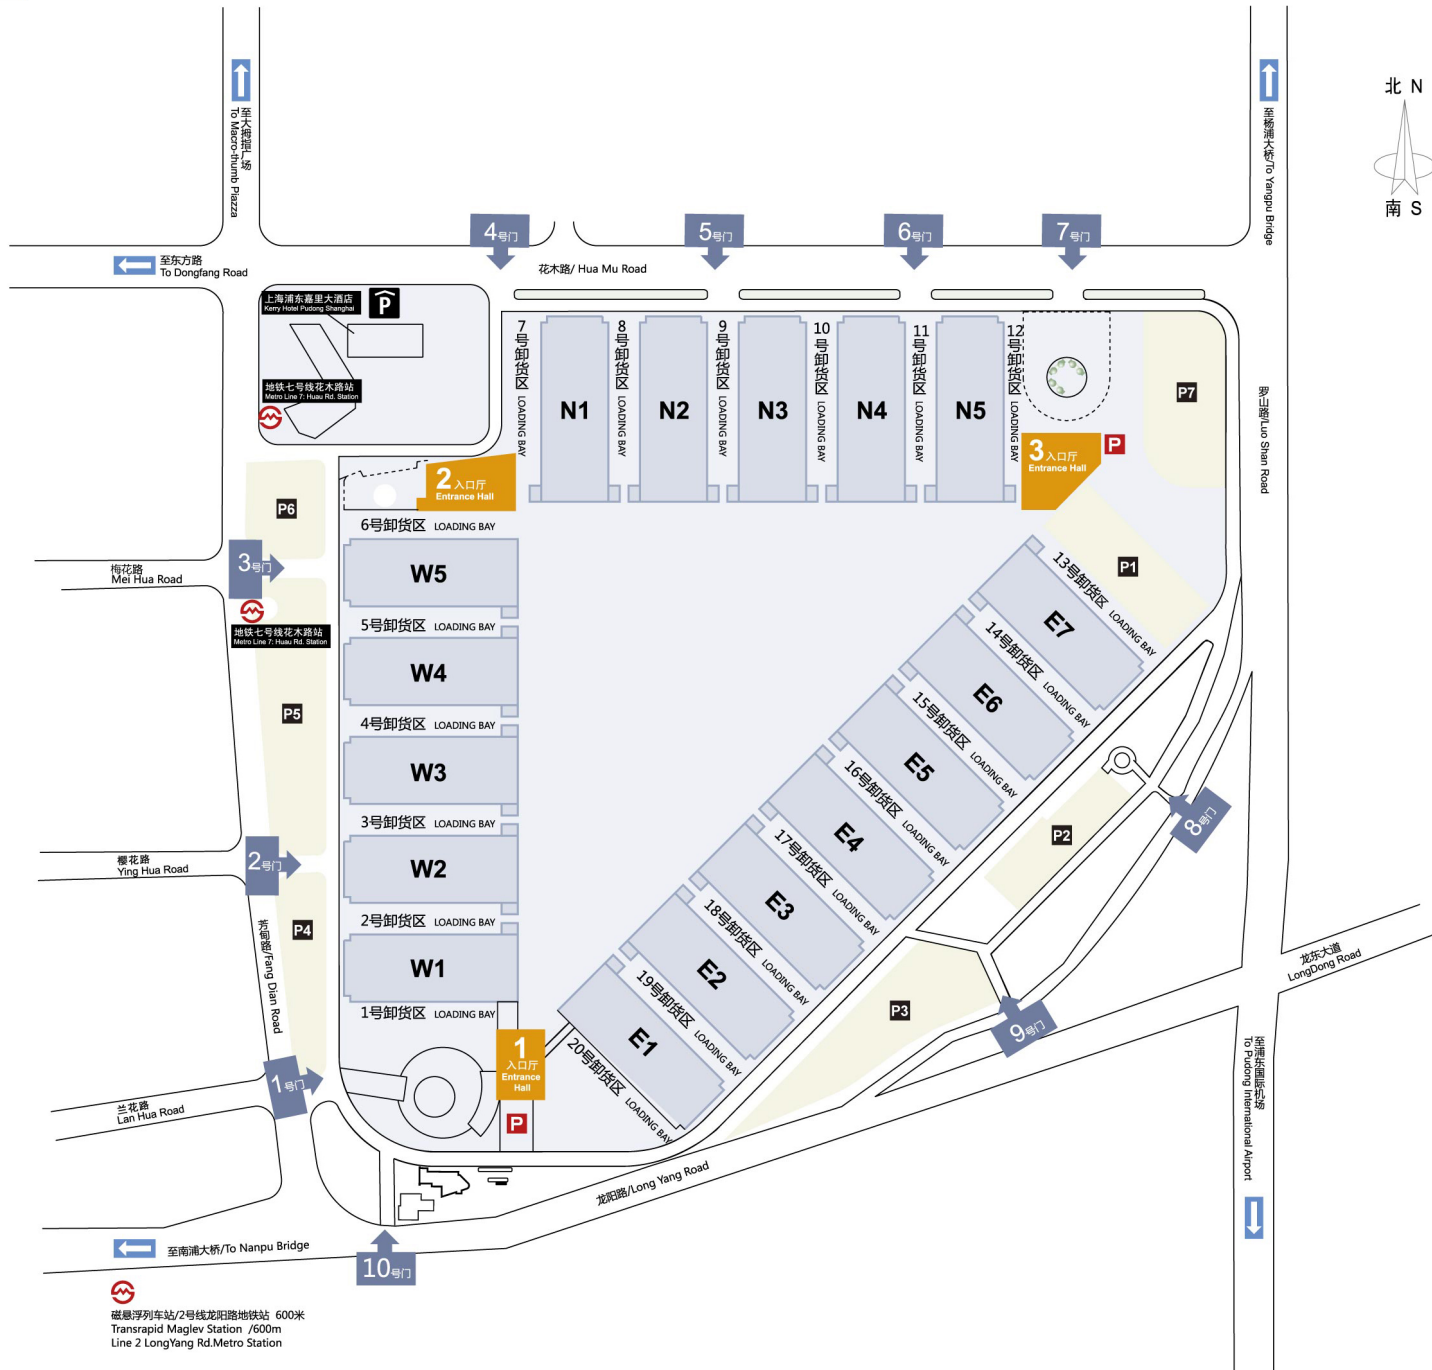 北 N
南 S
至大拇指广场
To Macro-thumb Piazza
至杨浦大桥/To Yangpu Bridge
4号门
5号门
6号门
7号门
至东方路
To Dongfang Road
花木路/ Hua Mu Road
上海浦东嘉里大酒店
Kerry Hotel Pudong Shanghai
P
地铁七号线花木路站
Metro Line 7: Huau Rd. Station
7号卸货区 LOADING BAY
N1
8号卸货区 LOADING BAY
N2
9号卸货区 LOADING BAY
N3
10号卸货区 LOADING BAY
N4
11号卸货区 LOADING BAY
N5
12号卸货区 LOADING BAY
P7
罗山路/Luo Shan Road
2入口厅
Entrance Hall
3入口厅
Entrance Hall
P
P6
6号卸货区 LOADING BAY
W5
3号门
梅花路
Mei Hua Road
地铁七号线花木路站
Metro Line 7: Huau Rd. Station
5号卸货区 LOADING BAY
W4
P5
4号卸货区 LOADING BAY
W3
3号卸货区 LOADING BAY
W2
2号门
樱花路
Ying Hua Road
2号卸货区 LOADING BAY
P4
W1
芳甸路/Fang Dian Road
1号卸货区 LOADING BAY
1号门
兰花路
Lan Hua Road
1
入口厅
Entrance
Hall
P
P1
13号卸货区 LOADING BAY
E7
14号卸货区 LOADING BAY
E6
15号卸货区 LOADING BAY
E5
16号卸货区 LOADING BAY
E4
17号卸货区 LOADING BAY
E3
18号卸货区 LOADING BAY
E2
19号卸货区 LOADING BAY
E1
20号卸货区 LOADING BAY
P2
8号门
P3
9号门
龙东大道
LongDong Road
至浦东国际机场
To Pudong International Airport
龙阳路/Long Yang Road
至南浦大桥/To Nanpu Bridge
10号门
磁悬浮列车站/2号线龙阳路地铁站 600米
Transrapid Maglev Station /600m
Line 2 LongYang Rd.Metro Station